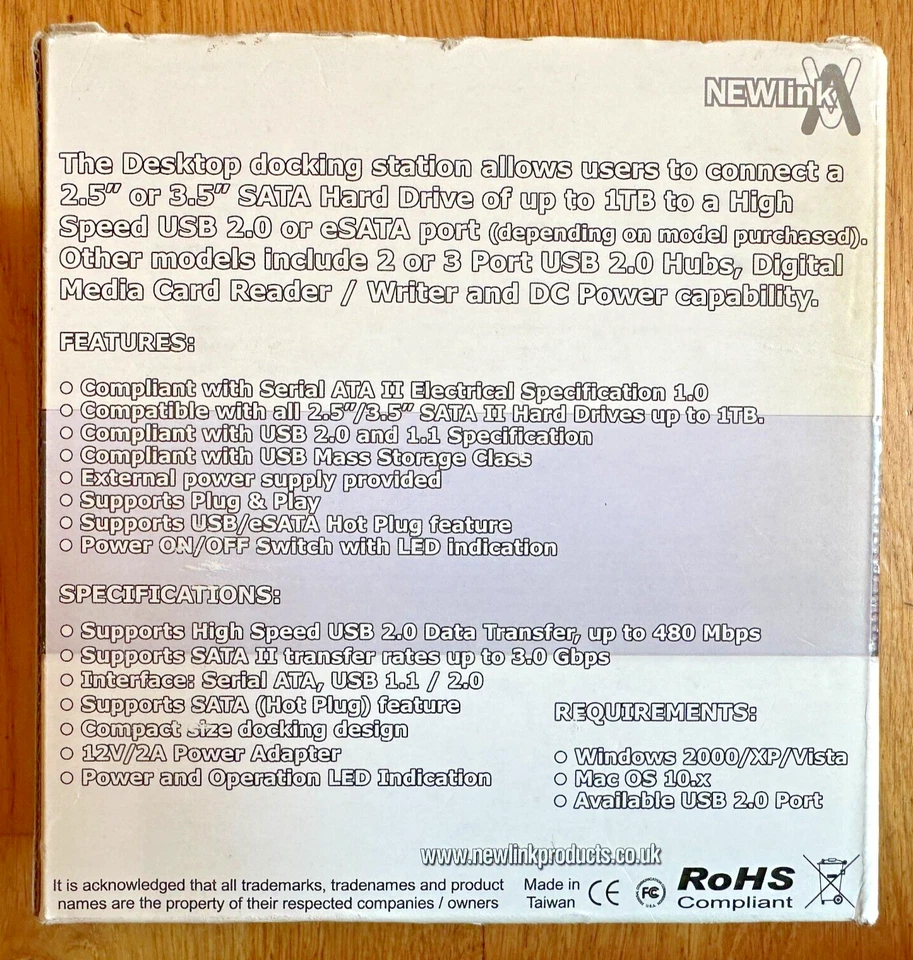 NEWlink
The Desktop docking station allows users to connect a
2.5" or 3.5" SATA Hard Drive of up to 1TB to a High
Speed USB 2.0 or eSATA port (depending on model purchased).
Other models include 2 or 3 Port USB 2.0 Hubs, Digital
Media Card Reader / Writer and DC Power capability.
FEATURES:
○ Compliant with Serial ATA II Electrical Specification 1.0
○ Compatible with all 2.5"/3.5" SATA II Hard Drives up to 1TB.
○ Compliant with USB 2.0 and 1.1 Specification
○ Compliant with USB Mass Storage Class
○ External power supply provided
○ Supports Plug & Play
○ Supports USB/eSATA Hot Plug feature
○ Power ON/OFF Switch with LED indication
SPECIFICATIONS:
○ Supports High Speed USB 2.0 Data Transfer, up to 480 Mbps
○ Supports SATA II transfer rates up to 3.0 Gbps
○ Interface: Serial ATA, USB 1.1 / 2.0
○ Supports SATA (Hot Plug) feature
○ Compact size docking design
○ 12V/2A Power Adapter
○ Power and Operation LED Indication
REQUIREMENTS:
○ Windows 2000/XP/Vista
○ Mac OS 10.x
○ Available USB 2.0 Port
www.newlinkproducts.co.uk
It is acknowledged that all trademarks, tradenames and product
names are the property of their respected companies / owners
Made in
Taiwan
CE
FC
RoHS
Compliant